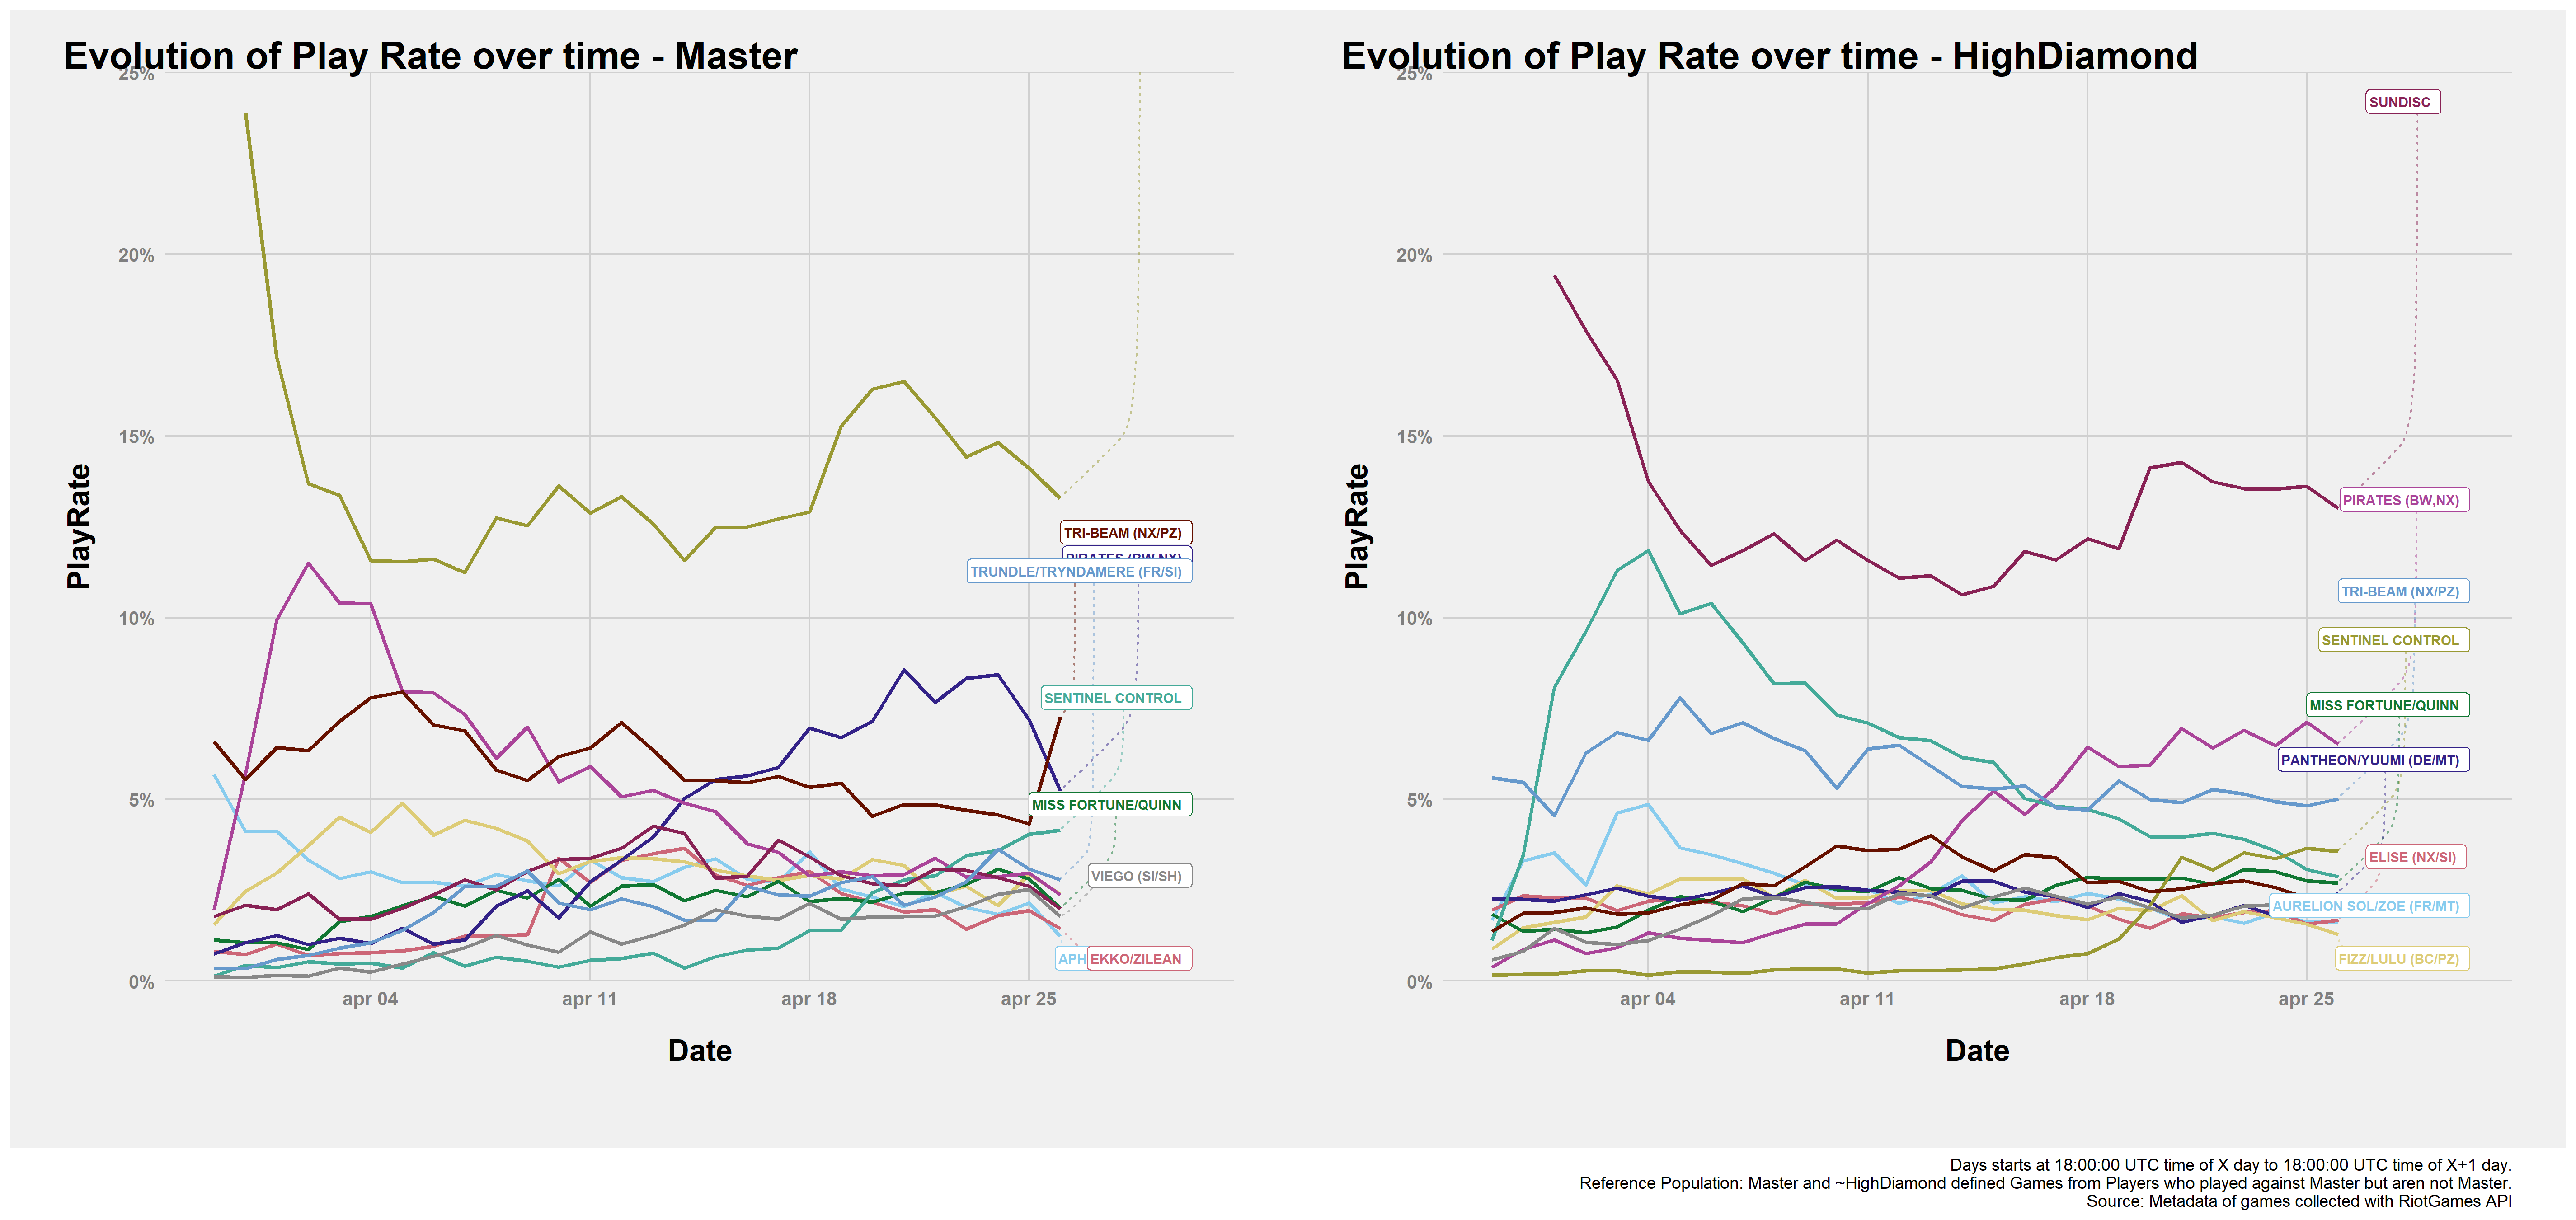 Evolution of Play Rate over time - Master
25%
20%
15%
10%
5%
0%
PlayRate
TRI-BEAM (NX/PZ)
PIRATES (BW,NX)
TRUNDLE/TRYNDAMERE (FR/SI)
SENTINEL CONTROL
MISS FORTUNE/QUINN
VIEGO (SI/SH)
APH
EKKO/ZILEAN
apr 04
apr 11
apr 18
apr 25
Date
Evolution of Play Rate over time - HighDiamond
25%
20%
15%
10%
5%
0%
PlayRate
SUNDISC
PIRATES (BW,NX)
TRI-BEAM (NX/PZ)
SENTINEL CONTROL
MISS FORTUNE/QUINN
PANTHEON/YUUMI (DE/MT)
ELISE (NX/SI)
AURELION SOL/ZOE (FR/MT)
FIZZ/LULU (BC/PZ)
apr 04
apr 11
apr 18
apr 25
Date
Days starts at 18:00:00 UTC time of X day to 18:00:00 UTC time of X+1 day.
Reference Population: Master and ~HighDiamond defined Games from Players who played against Master but aren not Master.
Source: Metadata of games collected with RiotGames API